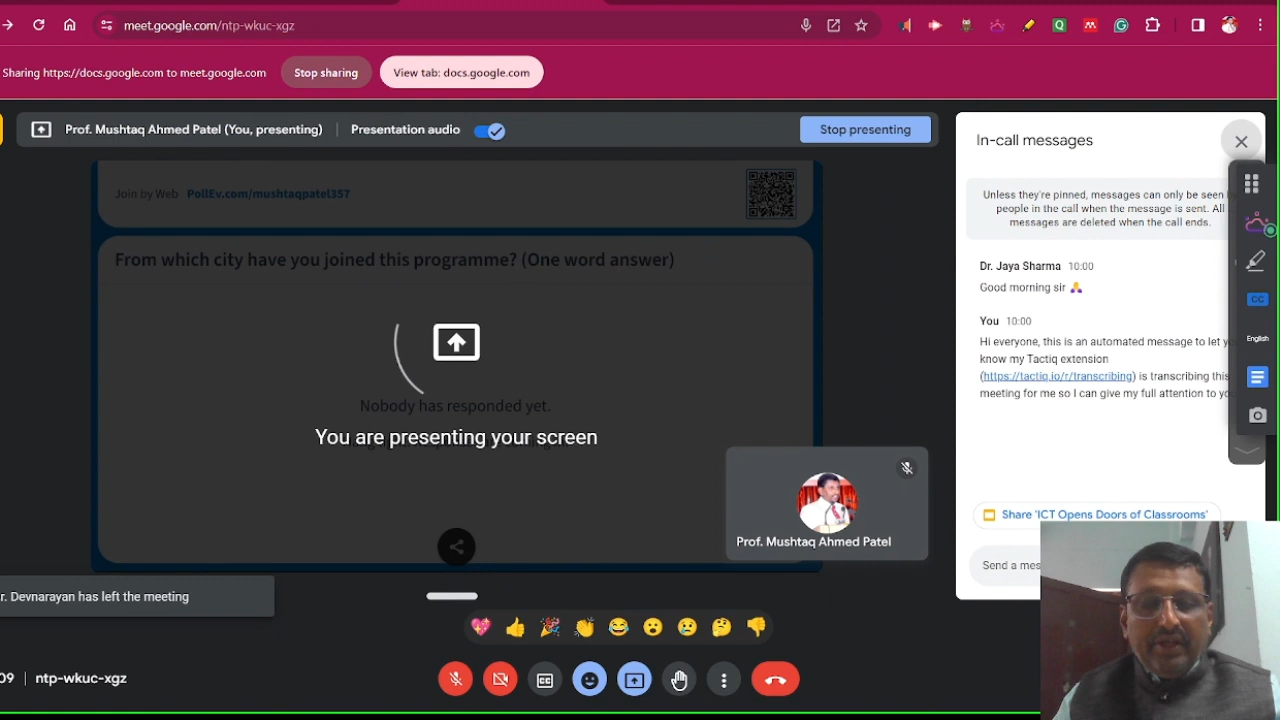 meet.google.com/ntp-wkuc-xgz
Sharing https://docs.google.com to meet.google.com
Stop sharing
View tab: docs.google.com
Prof. Mushtaq Ahmed Patel (You, presenting)
Presentation audio
Stop presenting
Join by Web PollEv.com/mushtaqpatel357
From which city have you joined this programme? (One word answer)
Nobody has responded yet.
You are presenting your screen
Prof. Mushtaq Ahmed Patel
r. Devnarayan has left the meeting
09 | ntp-wkuc-xgz
In-call messages
Unless they're pinned, messages can only be seen
people in the call when the message is sent. All
messages are deleted when the call ends.
Dr. Jaya Sharma 10:00
Good morning sir 🙏
You 10:00
Hi everyone, this is an automated message to let
know my Tactiq extension
(https://tactiq.io/r/transcribing) is transcribing this
meeting for me so I can give my full attention to
Share 'ICT Opens Doors of Classrooms'
Send a mes
CC
English